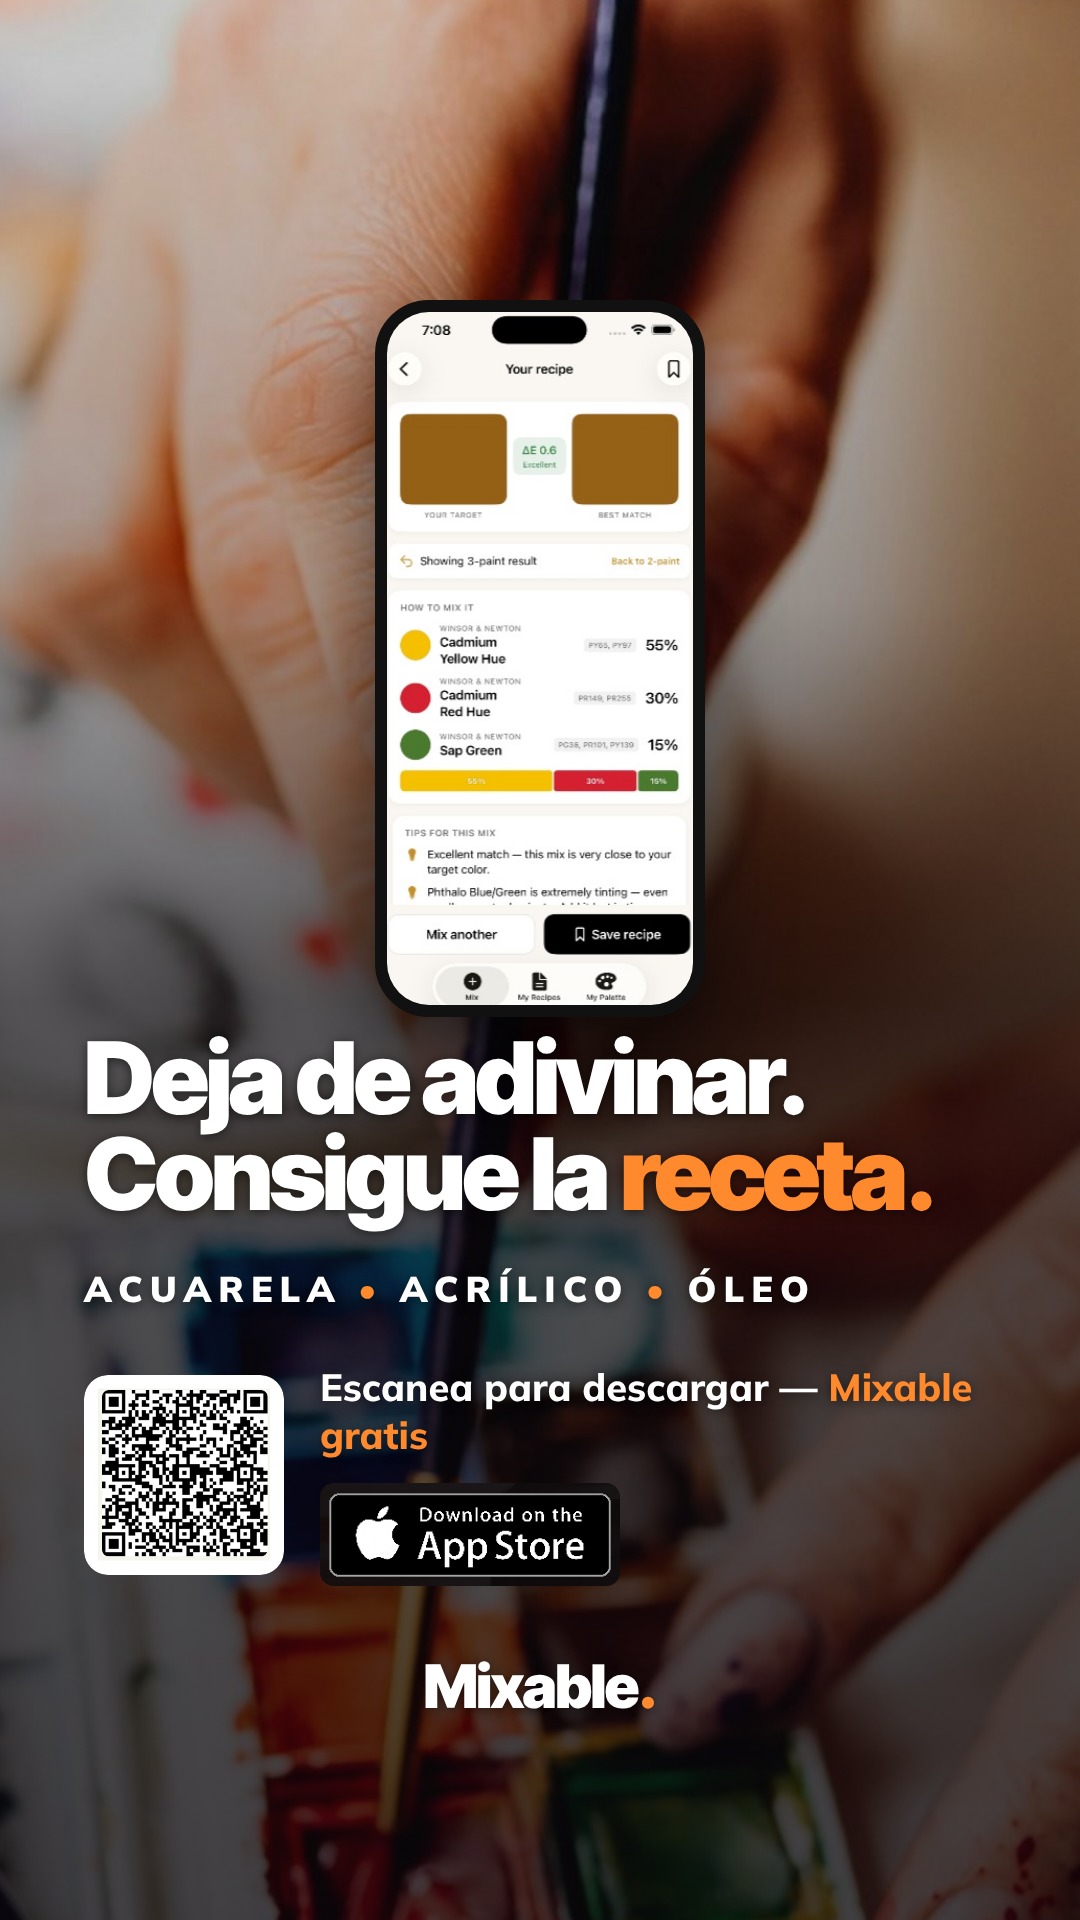 7:08
Your recipe
ΔE 0.6
Excellent
YOUR TARGET
BEST MATCH
Showing 3-paint result
Back to 2-paint
HOW TO MIX IT
WINSOR & NEWTON
Cadmium
Yellow Hue
PY65, PY97
55%
WINSOR & NEWTON
Cadmium
Red Hue
PR149, PR255
30%
WINSOR & NEWTON
Sap Green
PG36, PR101, PY139
15%
55%
30%
15%
TIPS FOR THIS MIX
Excellent match — this mix is very close to your
target color.
Phthalo Blue/Green is extremely tinting — even
Mix another
Save recipe
Mix
My Recipes
My Palette
Deja de adivinar.
Consigue la receta.
ACUARELA • ACRÍLICO • ÓLEO
Escanea para descargar — Mixable
gratis
Download on the
App Store
Mixable.